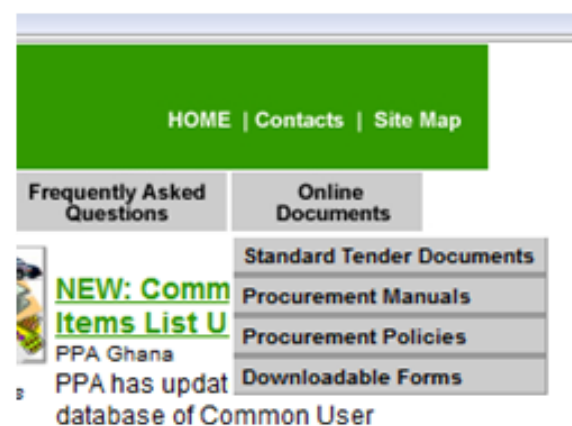 HOME | Contacts | Site Map
Frequently Asked
Questions
Online
Documents
Standard Tender Documents
Procurement Manuals
Procurement Policies
Downloadable Forms
NEW: Comm
Items List U
PPA Ghana
PPA has updat
s
database of Common User